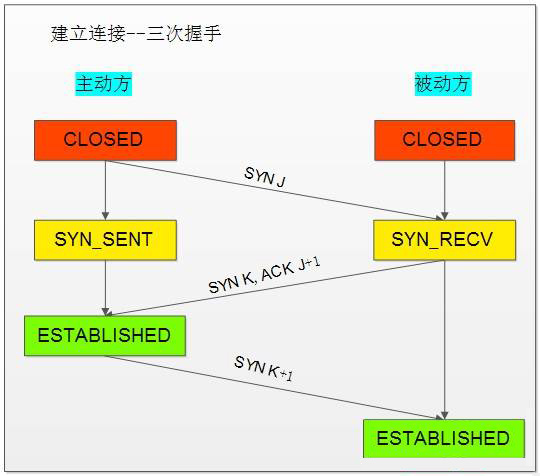 建立连接--三次握手
主动方
被动方
CLOSED
CLOSED
SYN J
SYN_SENT
SYN_RECV
SYN K, ACK J+1
ESTABLISHED
SYN K+1
ESTABLISHED